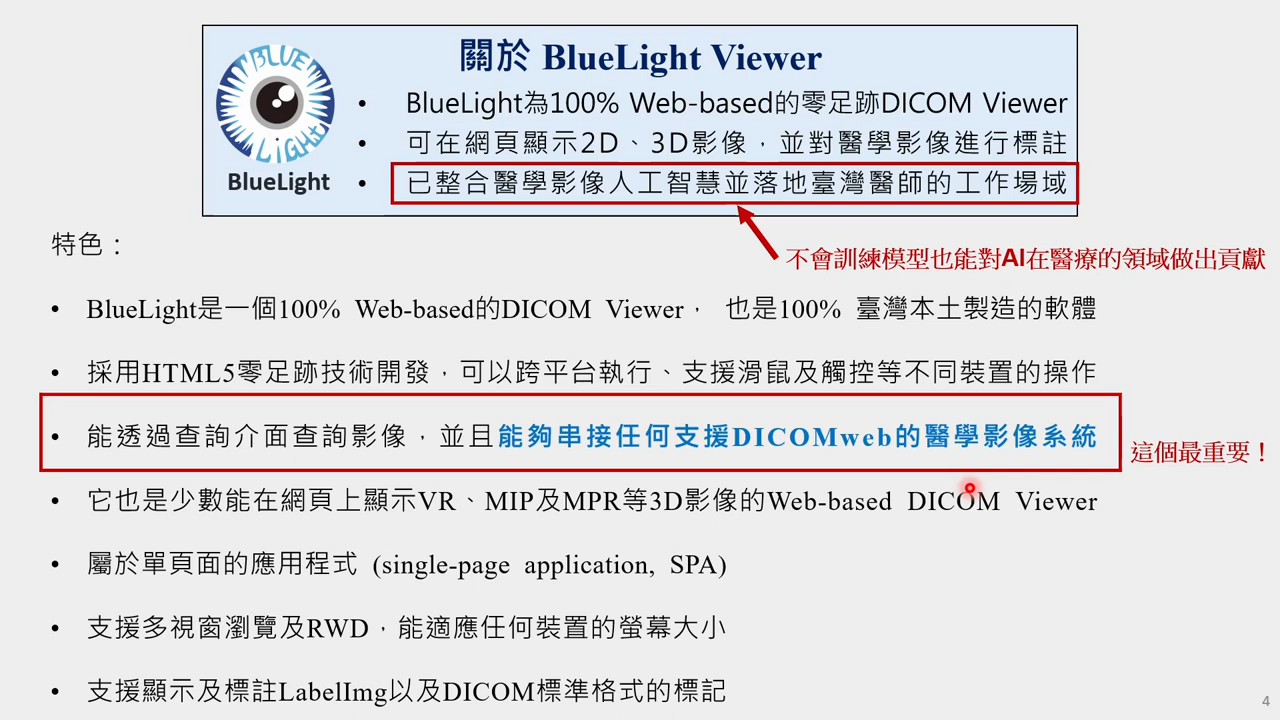 關於 BlueLight Viewer
BLUE
LiGHt
BlueLight
• BlueLight為100% Web-based的零足跡DICOM Viewer
• 可在網頁顯示2D、3D影像，並對醫學影像進行標註
• 已整合醫學影像人工智慧並落地臺灣醫師的工作場域
不會訓練模型也能對AI在醫療的領域做出貢獻
特色：
• BlueLight是一個100% Web-based的DICOM Viewer， 也是100% 臺灣本土製造的軟體
• 採用HTML5零足跡技術開發，可以跨平台執行、支援滑鼠及觸控等不同裝置的操作
• 能透過查詢介面查詢影像，並且能夠串接任何支援DICOMweb的醫學影像系統
這個最重要！
• 它也是少數能在網頁上顯示VR、MIP及MPR等3D影像的Web-based DICOM Viewer
• 屬於單頁面的應用程式 (single-page application, SPA)
• 支援多視窗瀏覽及RWD，能適應任何裝置的螢幕大小
• 支援顯示及標註LabelImg以及DICOM標準格式的標記
4